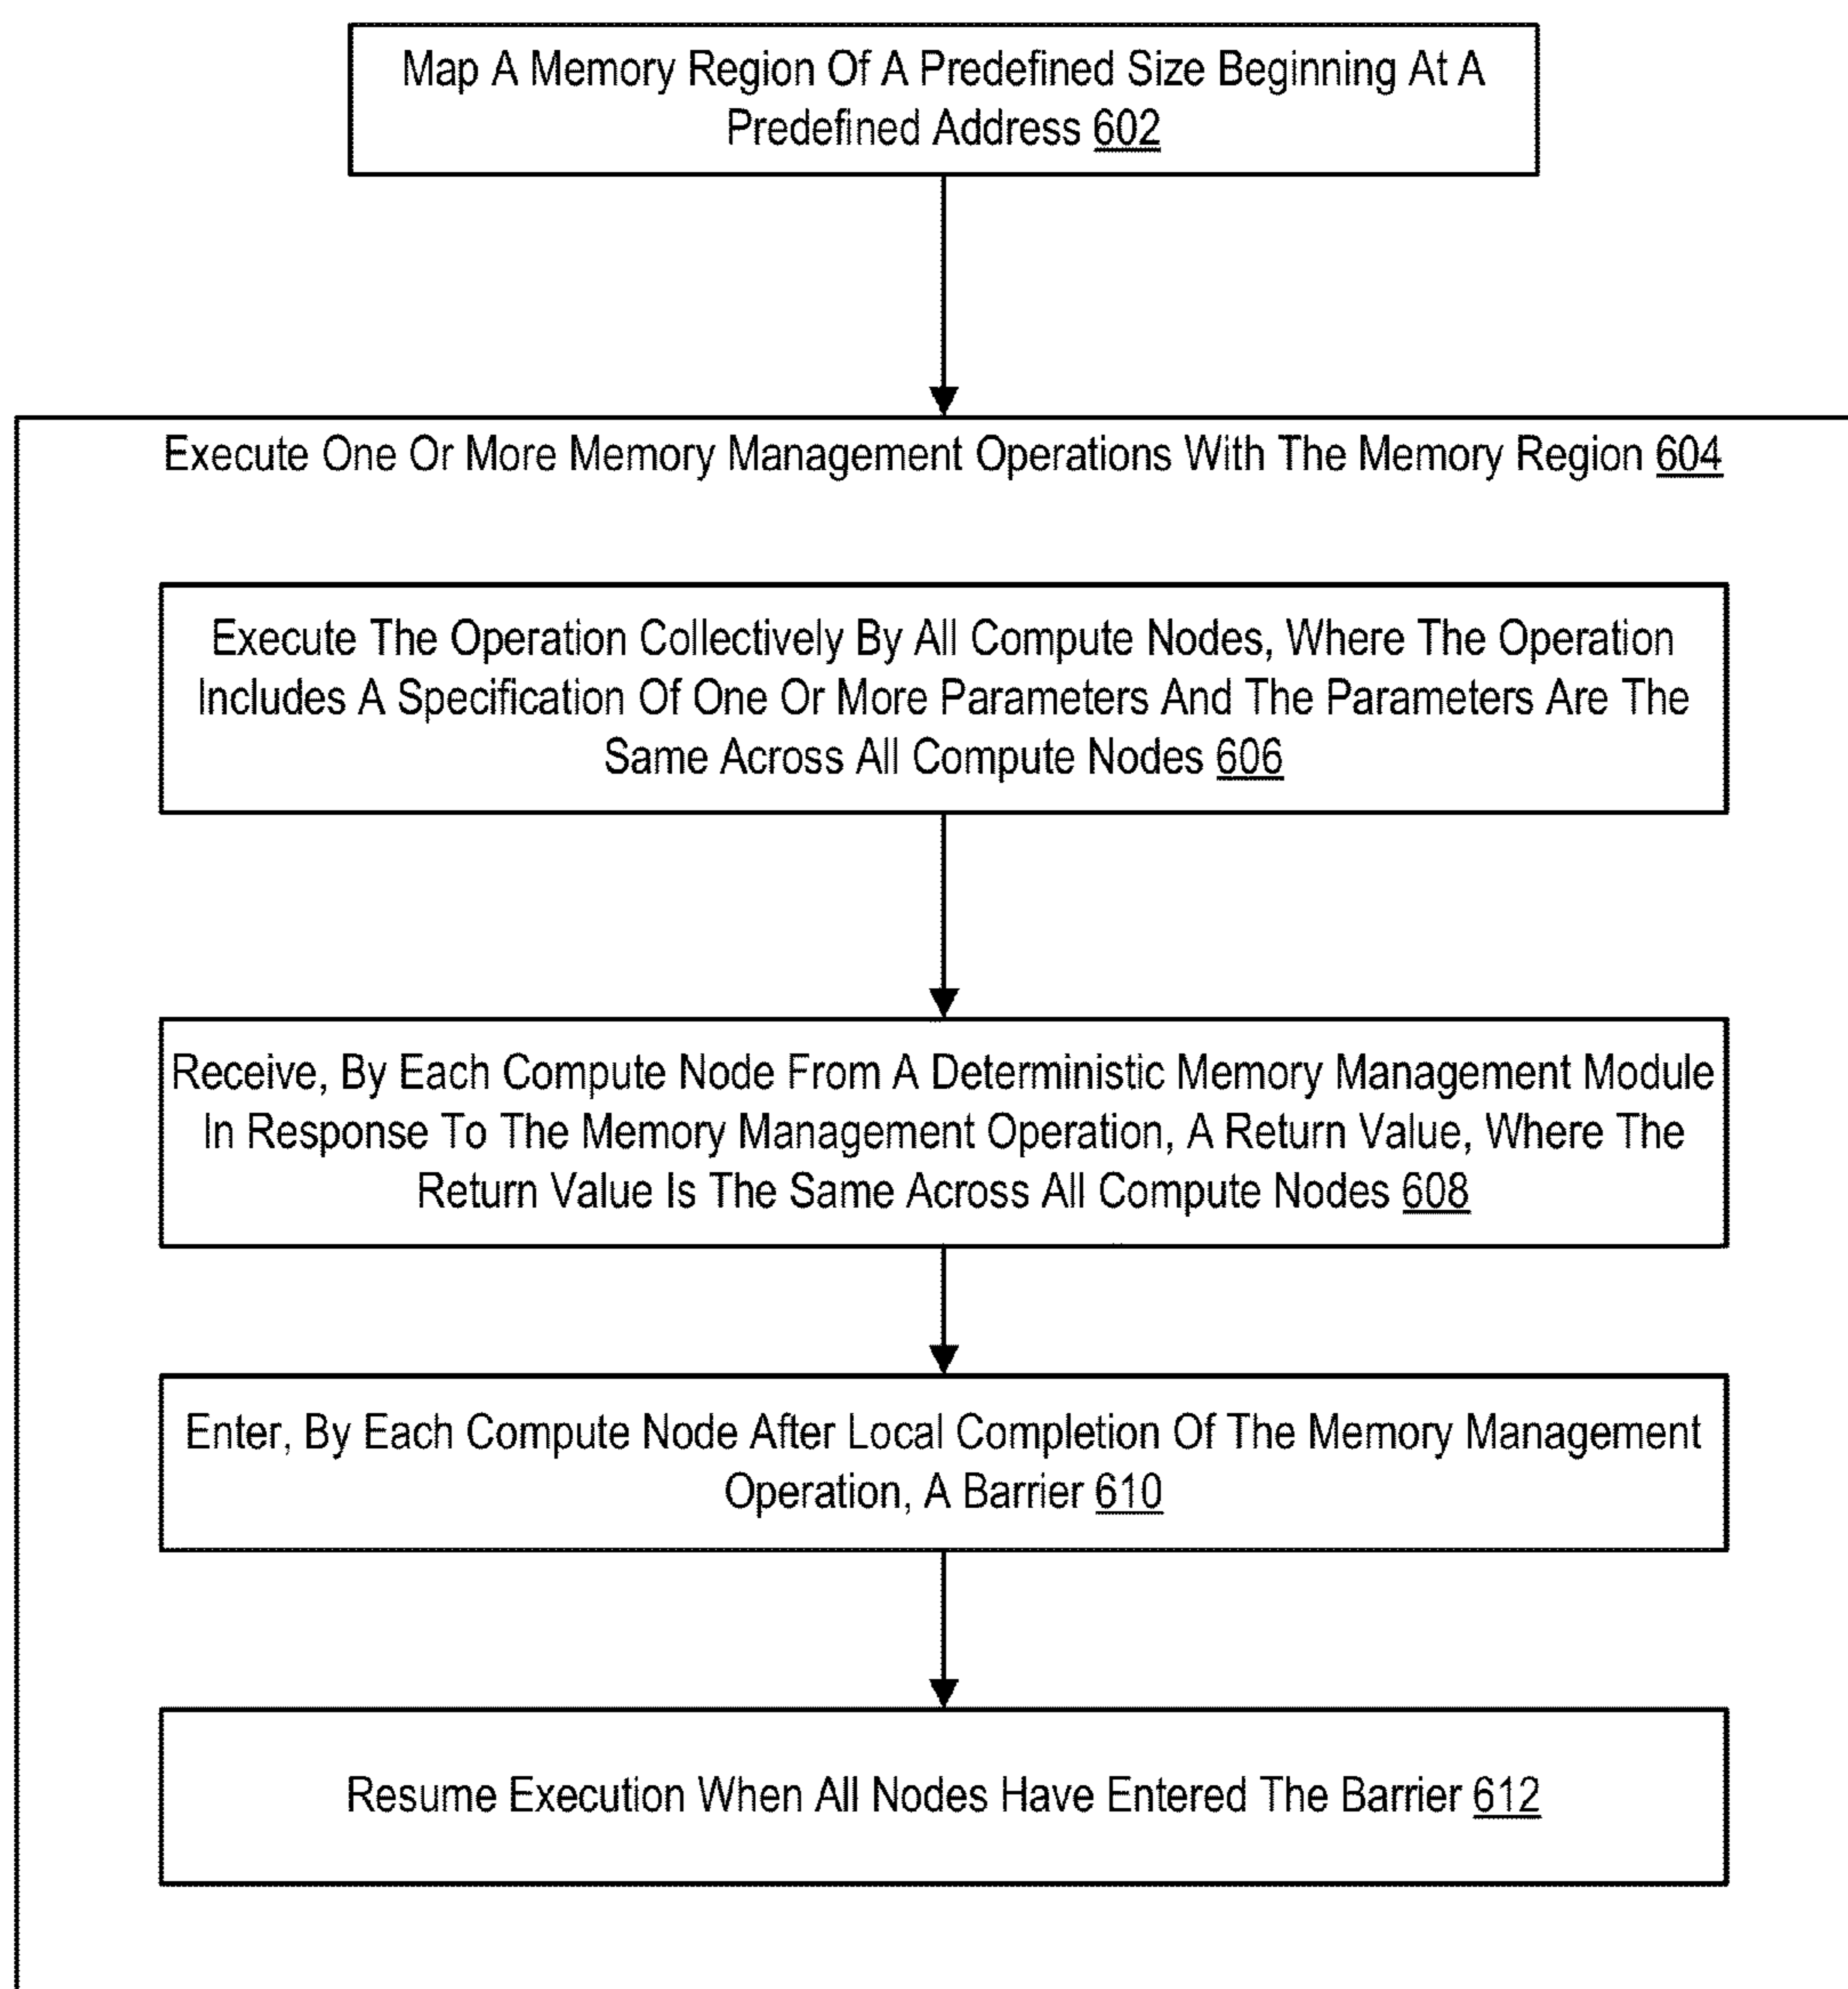 Map A Memory Region Of A Predefined Size Beginning At A
Predefined Address 602
Execute One Or More Memory Management Operations With The Memory Region 604
Execute The Operation Collectively By All Compute Nodes, Where The Operation
Includes A Specification Of One Or More Parameters And The Parameters Are The
Same Across All Compute Nodes 606
Receive, By Each Compute Node From A Deterministic Memory Management Module
In Response To The Memory Management Operation, A Return Value, Where The
Return Value Is The Same Across All Compute Nodes 608
Enter, By Each Compute Node After Local Completion Of The Memory Management
Operation, A Barrier 610
Resume Execution When All Nodes Have Entered The Barrier 612